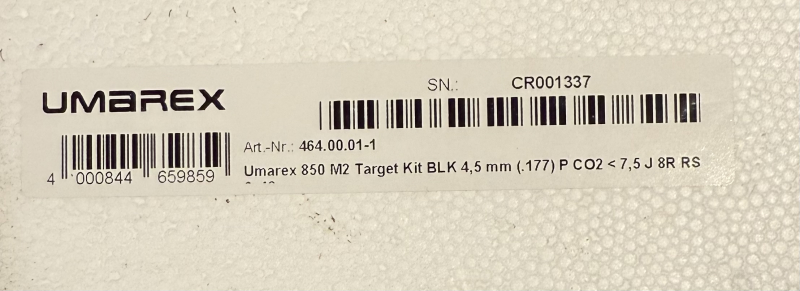 UMAREX
SN.: CR001337
Art.-Nr.: 464.00.01-1
4 000844 659859
Umarex 850 M2 Target Kit BLK 4,5 mm (.177) P CO2 < 7,5 J 8R RS